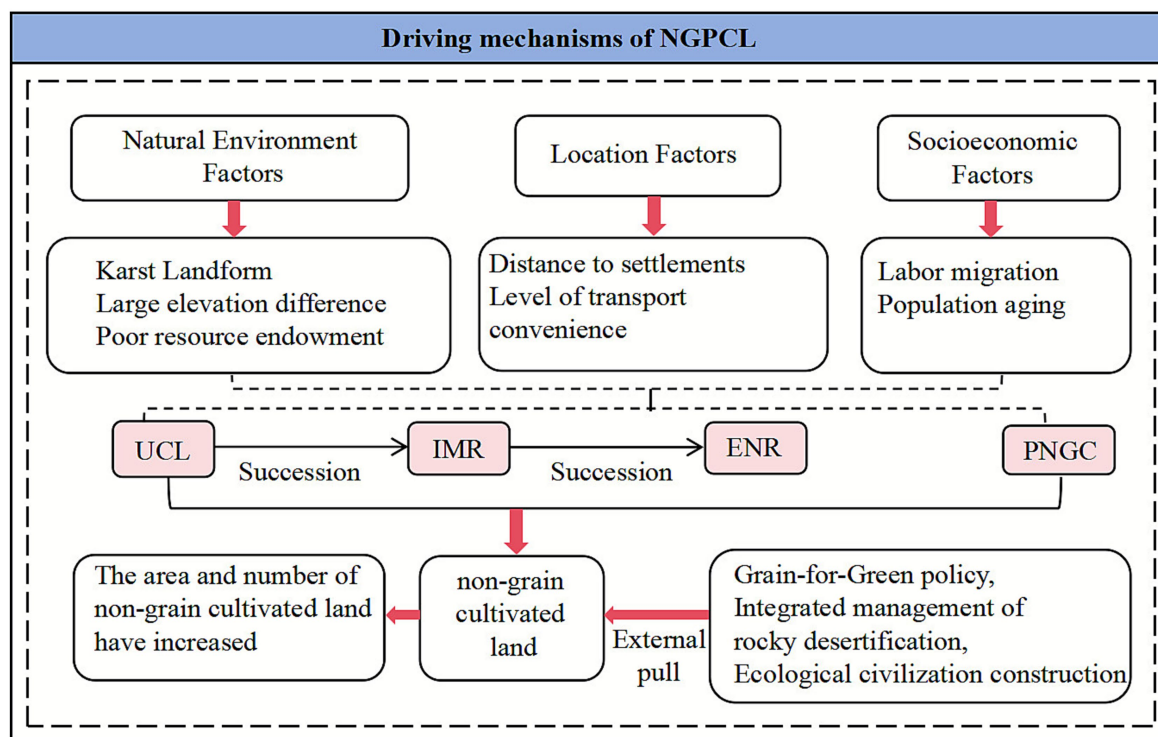 Driving mechanisms of NGPCL
Natural Environment
Factors
Location Factors
Socioeconomic
Factors
Karst Landform
Large elevation difference
Poor resource endowment
Distance to settlements
Level of transport
convenience
Labor migration
Population aging
UCL
Succession
IMR
Succession
ENR
PNGC
The area and number of
non-grain cultivated land
have increased
non-grain
cultivated
land
External
pull
Grain-for-Green policy,
Integrated management of
rocky desertification,
Ecological civilization construction